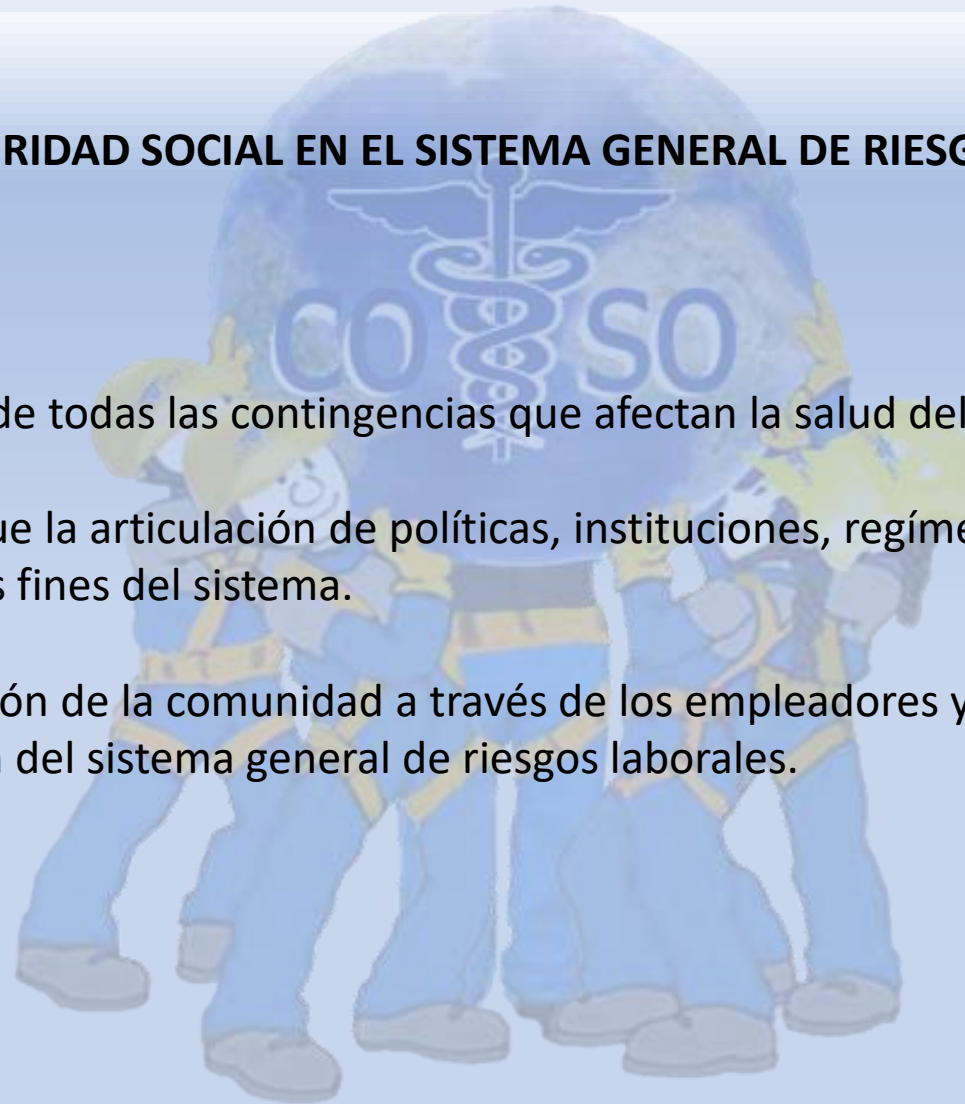 RIDAD SOCIAL EN EL SISTEMA GENERAL DE RIESG
CO SO
de todas las contingencias que afectan la salud del
ue la articulación de políticas, instituciones, regíme
s fines del sistema.
ón de la comunidad a través de los empleadores y
del sistema general de riesgos laborales.